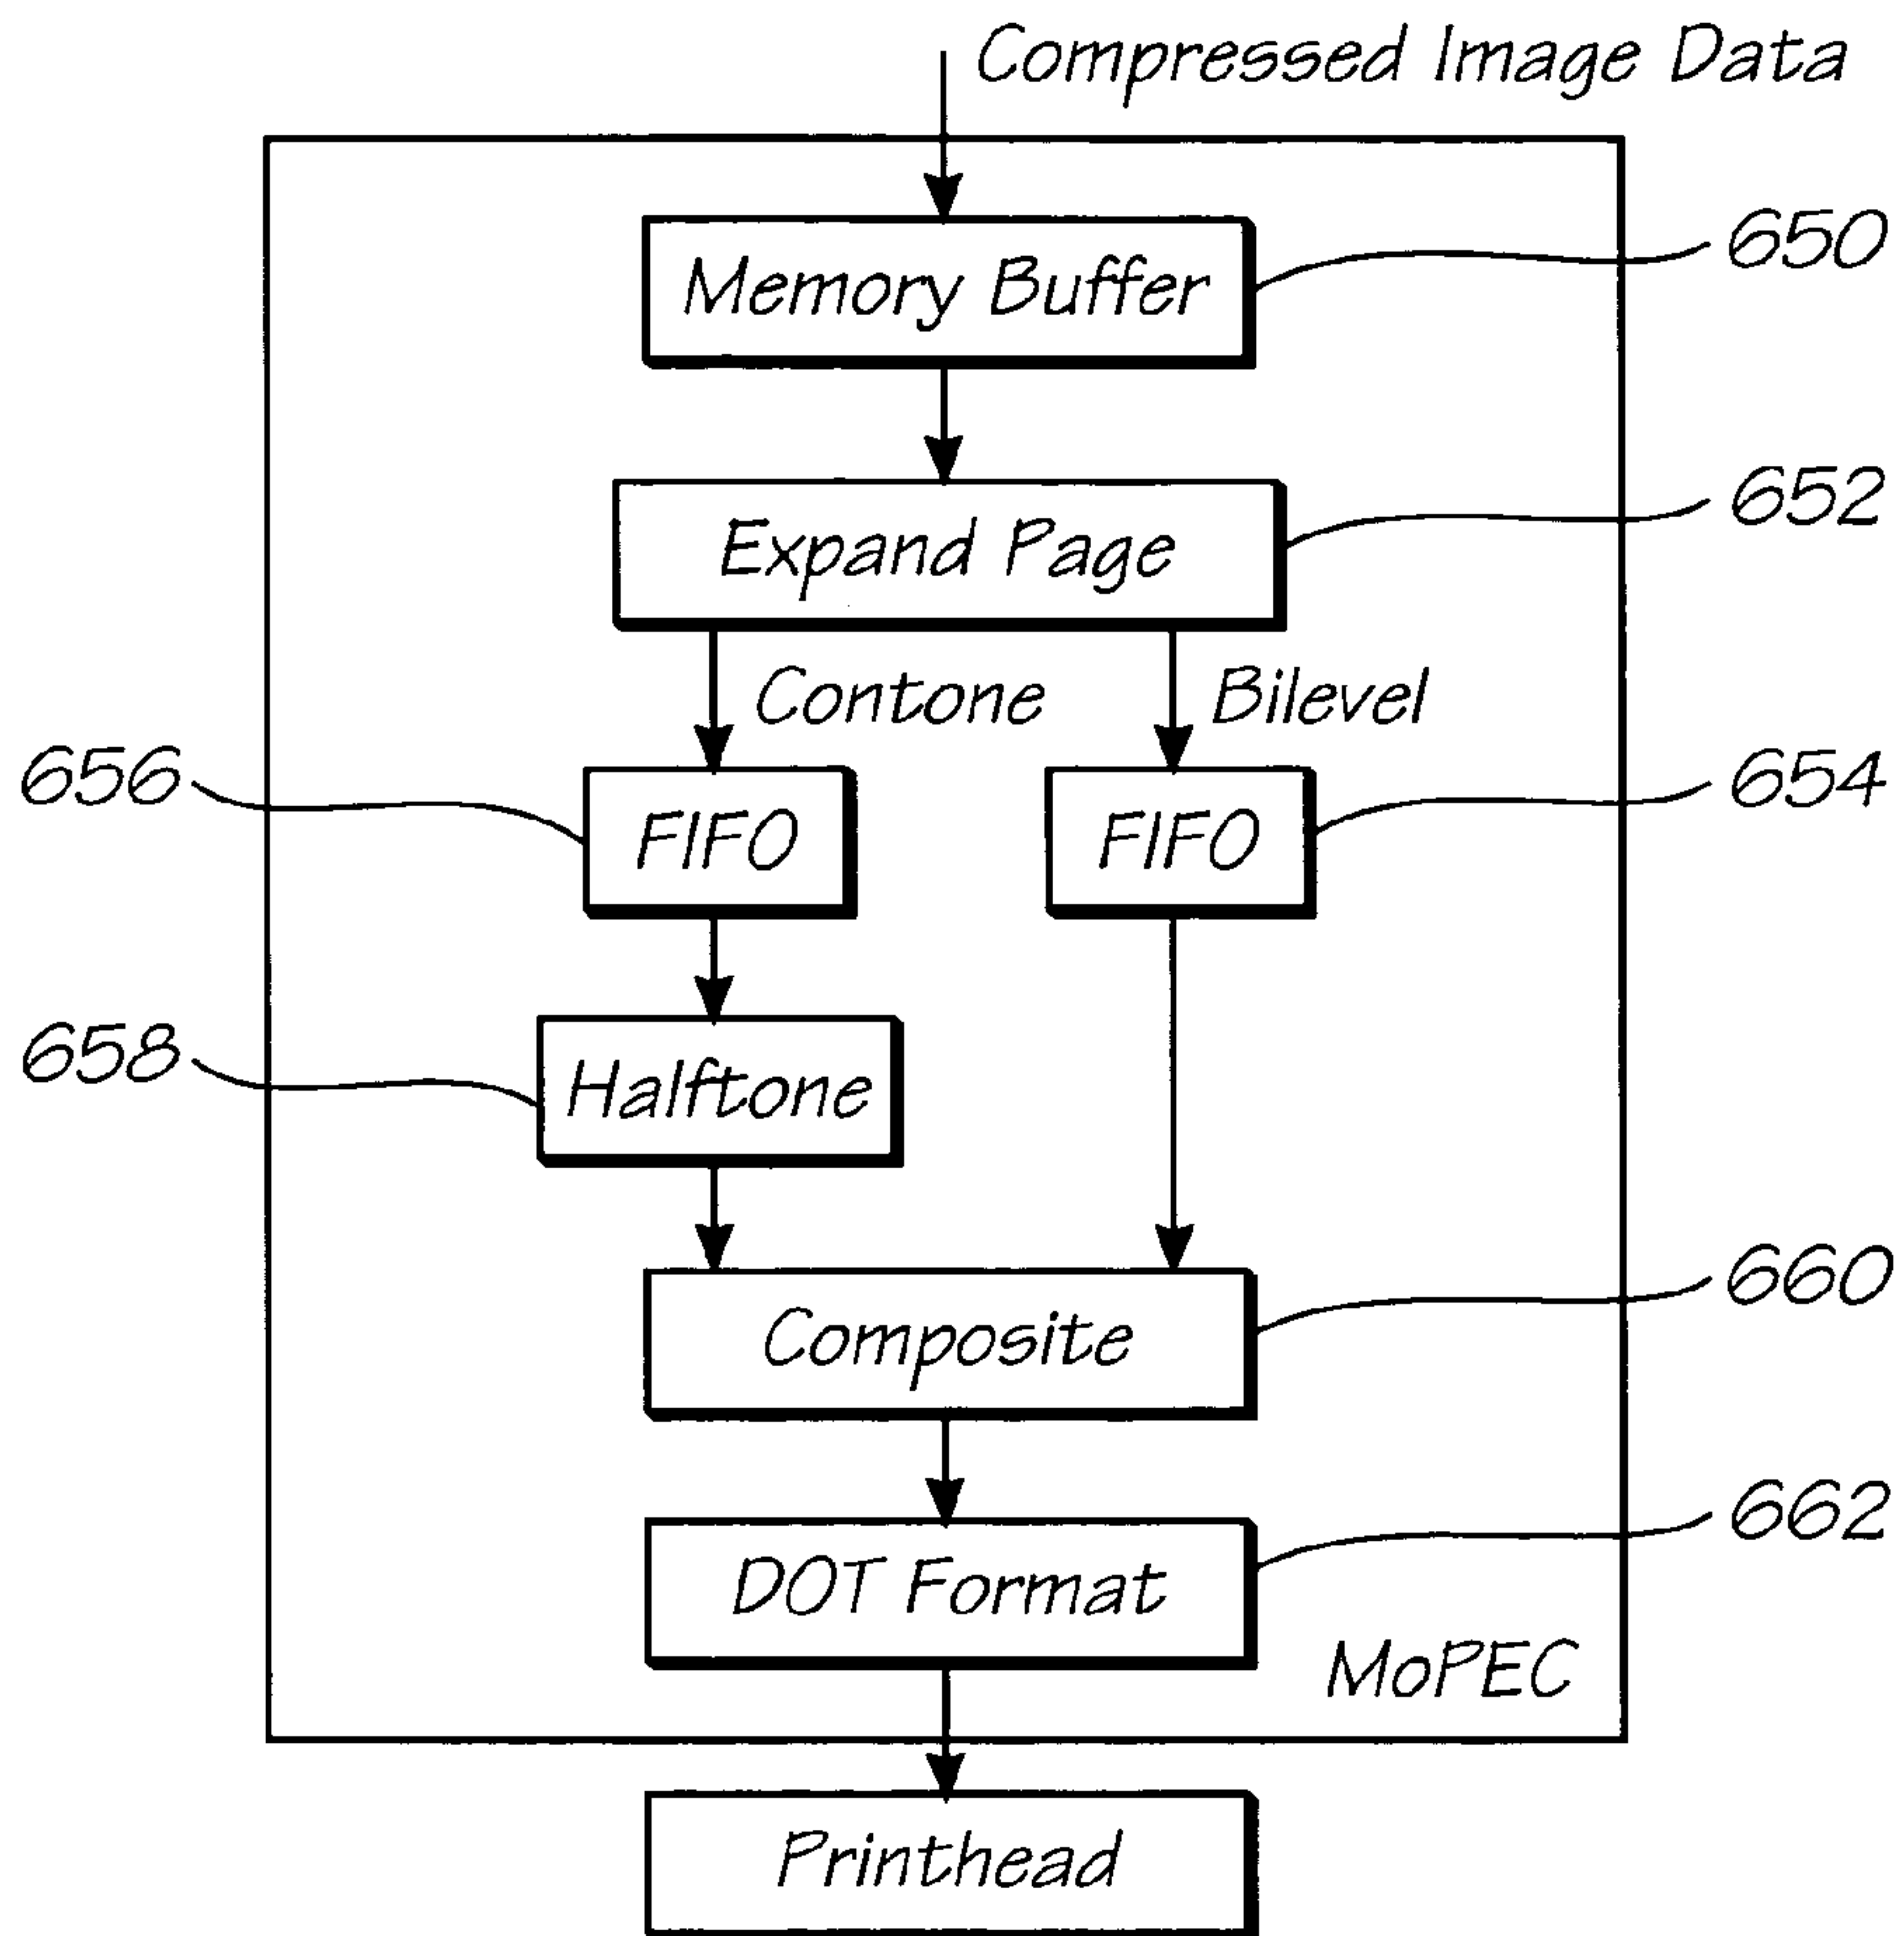 Compressed Image Data
Memory Buffer
650
Expand Page
652
Contone
Bilevel
656
FIFO
FIFO
654
658
Halftone
Composite
660
DOT Format
662
MoPEC
Printhead